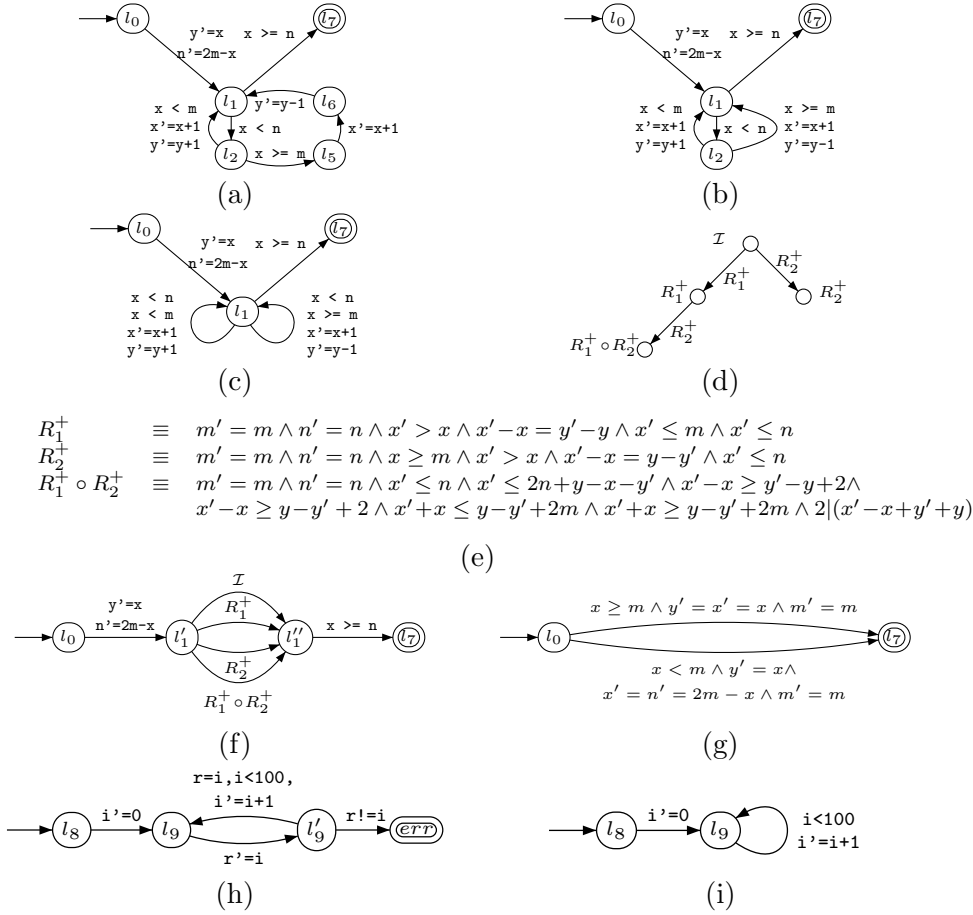 l₀ l₇ l₀ l₇
y'=x x >= n y'=x x >= n
n'=2m-x n'=2m-x
l₁ l₆ l₁
y'=y-1
x < m x < m x >= m
x'=x+1 x < n x'=x+1 x'=x+1 x < n x'=x+1
y'=y+1 y'=y+1 y'=y-1
l₂ x >= m l₅ l₂
(a) (b)
l₀ l₇
y'=x x >= n
n'=2m-x
l₁
x < n x < n
x < m x >= m
x'=x+1 x'=x+1
y'=y+1 y'=y-1
(c)
𝓘
R₁⁺ R₂⁺
R₁⁺ R₂⁺
R₂⁺
R₁⁺ ∘ R₂⁺
(d)
R₁⁺ ≡ m′ = m ∧ n′ = n ∧ x′ > x ∧ x′−x = y′−y ∧ x′ ≤ m ∧ x′ ≤ n
R₂⁺ ≡ m′ = m ∧ n′ = n ∧ x ≥ m ∧ x′ > x ∧ x′−x = y−y′ ∧ x′ ≤ n
R₁⁺ ∘ R₂⁺ ≡ m′ = m ∧ n′ = n ∧ x′ ≤ n ∧ x′ ≤ 2n+y−x−y′ ∧ x′−x ≥ y′−y+2∧
x′−x ≥ y−y′ + 2 ∧ x′+x ≤ y−y′+2m ∧ x′+x ≥ y−y′+2m ∧ 2|(x′−x+y′+y)
(e)
𝓘
y'=x R₁⁺
n'=2m-x x >= n
l₀ l₁′ l₁″ l₇
R₂⁺
R₁⁺ ∘ R₂⁺
(f)
x ≥ m ∧ y′ = x′ = x ∧ m′ = m
l₀ l₇
x < m ∧ y′ = x∧
x′ = n′ = 2m − x ∧ m′ = m
(g)
r=i,i<100,
i'=0 i'=i+1 r!=i
l₈ l₉ l₉′ err
r'=i
(h)
i'=0
l₈ l₉ i<100
i'=i+1
(i)